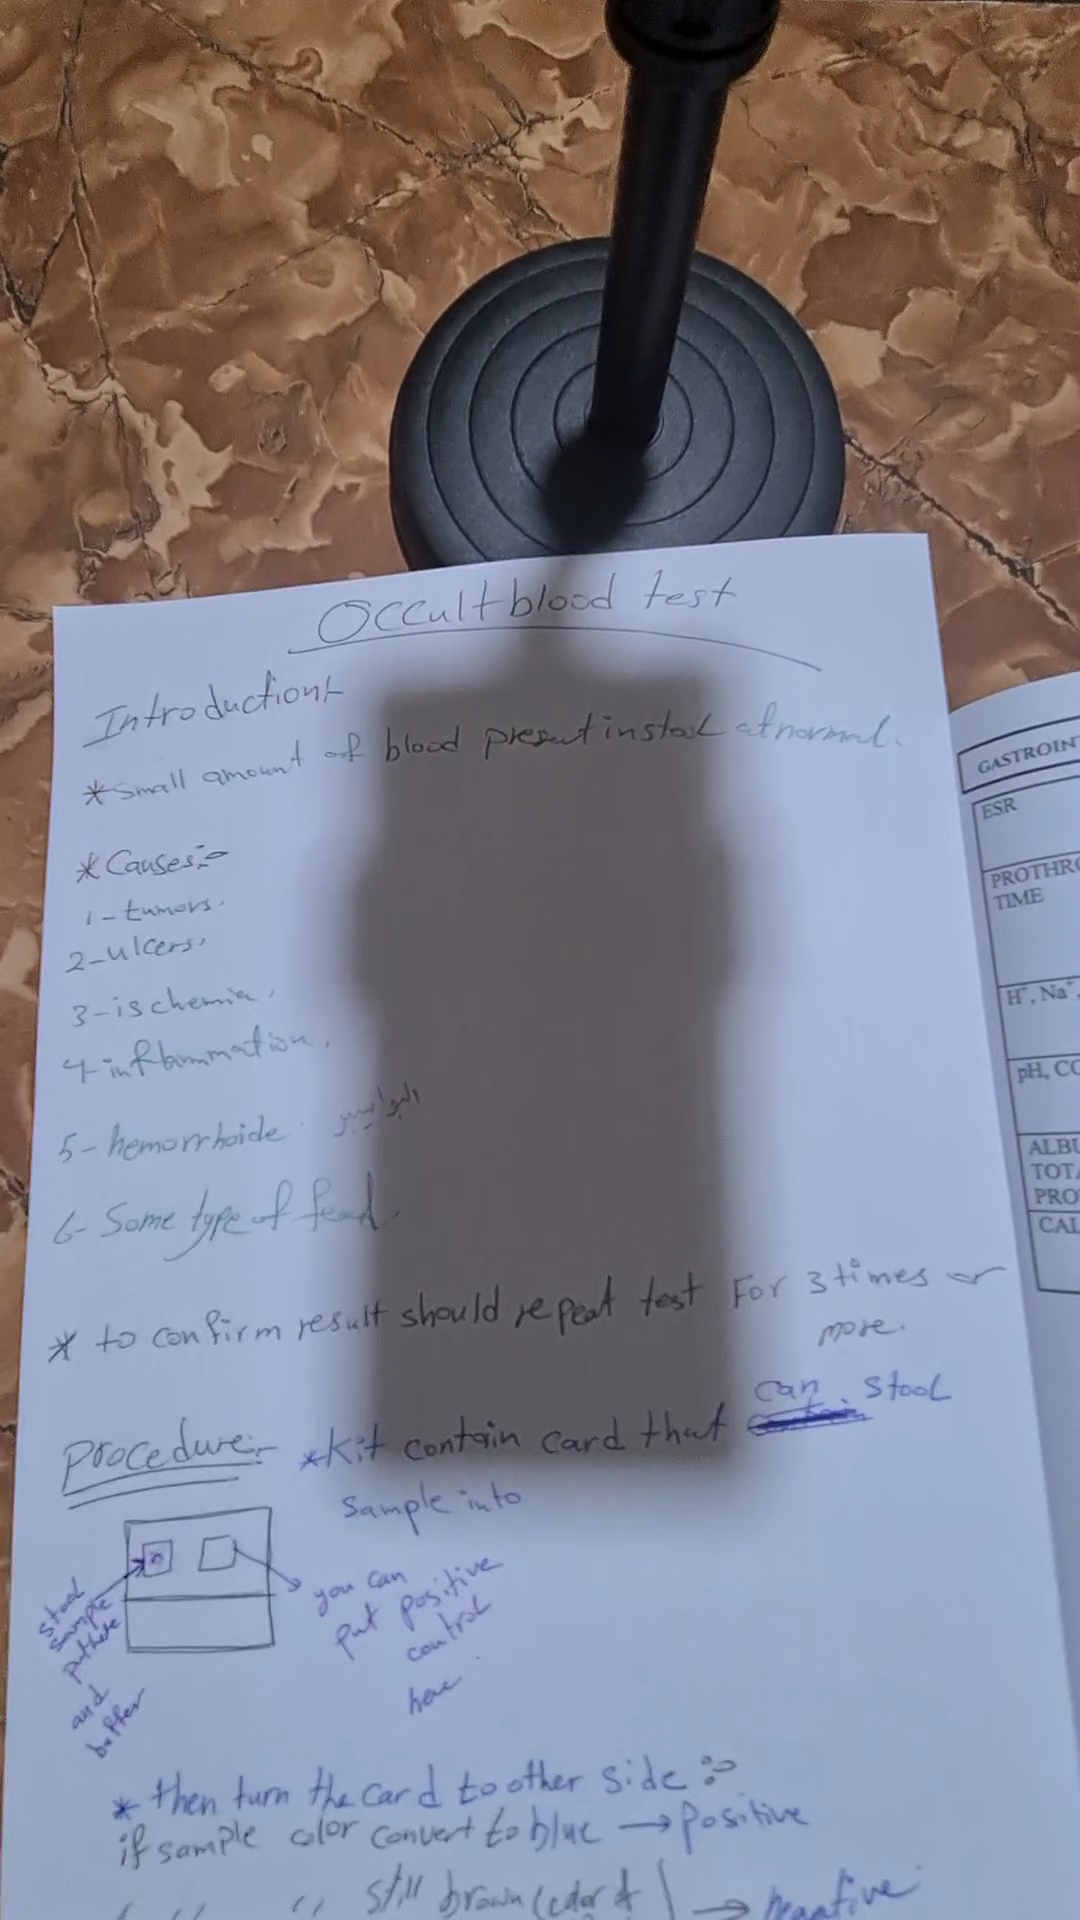 Occult blood test
Introduction:-
*Small amount of blood present in stool at normal.
*Causes:-
1-tumors.
2-ulcers.
3-ischemia.
4-inflammation.
5-hemorrhoide. البواسير
6-Some type of food
* to confirm result should repeat test For 3 times or
more.
Procedure:- *Kit contain card that can stool
Sample into
stool
sample
put here
and
buffer
you can
put positive
control
here
* then turn the card to other side :-
if sample color convert to blue → positive
" " still brown → negative
GASTROIN
ESR
PROTHRO
TIME
H⁺, Na⁺,
pH, CO
ALBU
TOTA
PRO
CAL